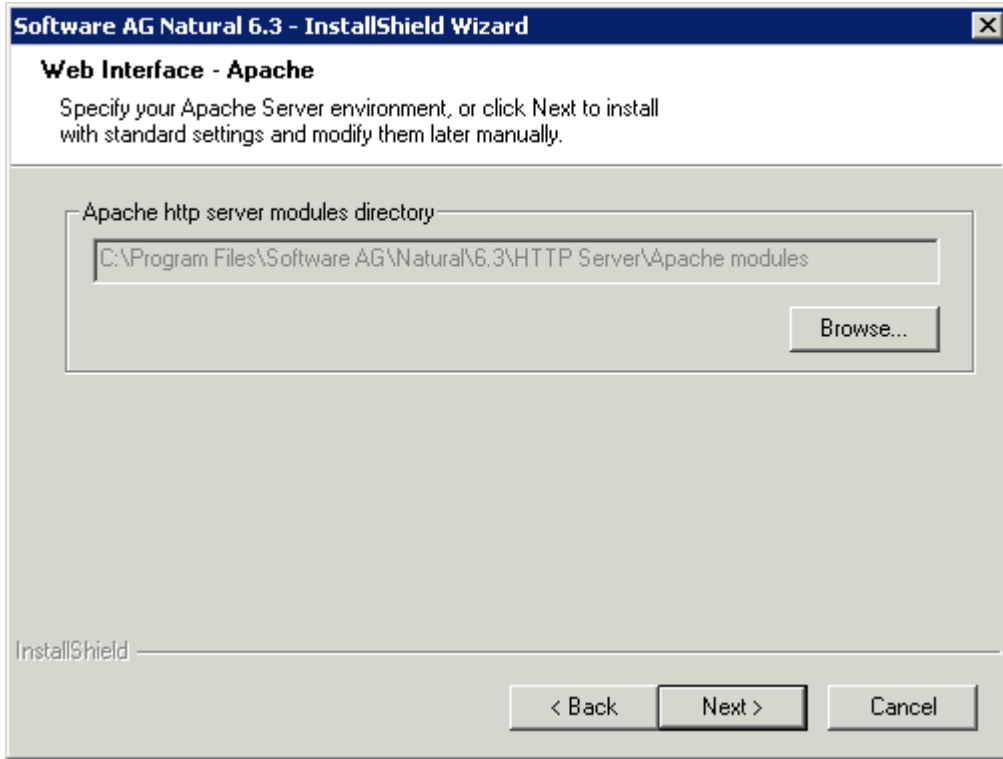 Software AG Natural 6.3 - InstallShield Wizard
Web Interface - Apache
Specify your Apache Server environment, or click Next to install
with standard settings and modify them later manually.
Apache http server modules directory
C:\Program Files\Software AG\Natural\6.3\HTTP Server\Apache modules
Browse...
InstallShield
< Back Next > Cancel